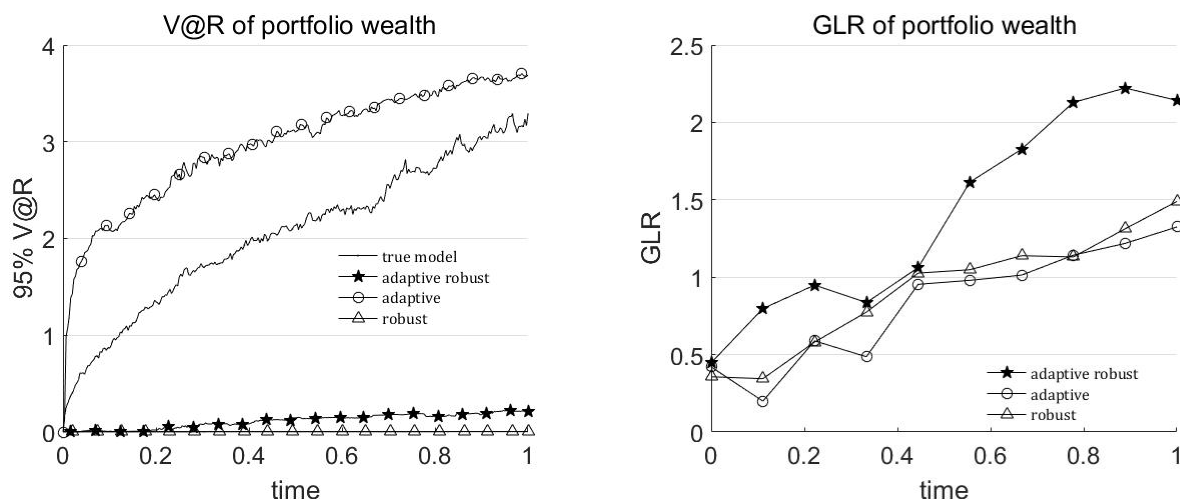 V@R of portfolio wealth
4
3
2
1
0
95% V@R
true model
adaptive robust
adaptive
robust
0 0.2 0.4 0.6 0.8 1
time
GLR of portfolio wealth
2.5
2
1.5
1
0.5
0
GLR
adaptive robust
adaptive
robust
0 0.2 0.4 0.6 0.8 1
time